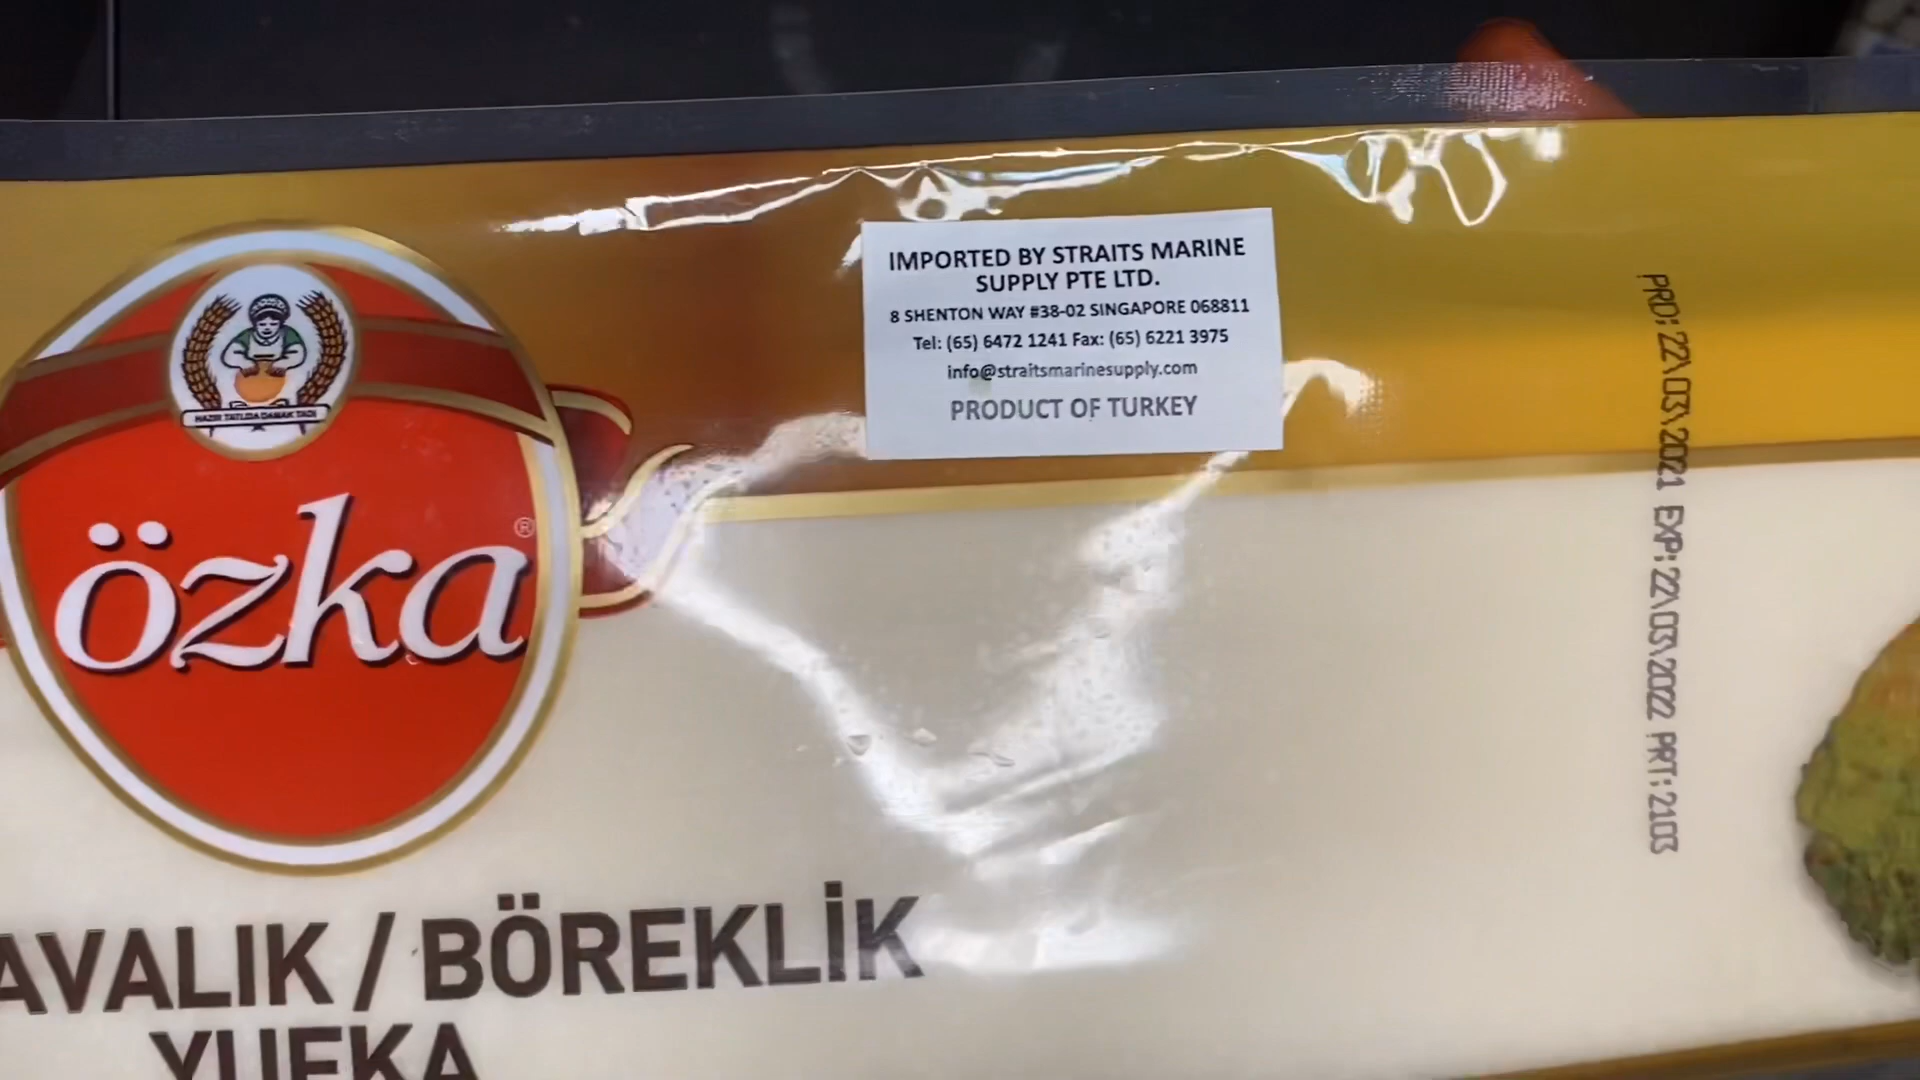 IMPORTED BY STRAITS MARINE
SUPPLY PTE LTD.
8 SHENTON WAY #38-02 SINGAPORE 068811
Tel: (65) 6472 1241 Fax: (65) 6221 3975
info@straitsmarinesupply.com
PRODUCT OF TURKEY
HAZIR TATLIDA DAMAK TADI
özka®
PRD: 22\03\2021 EXP: 22\03\2022 PRT: 2103
AVALIK / BÖREKLİK
YUFKA